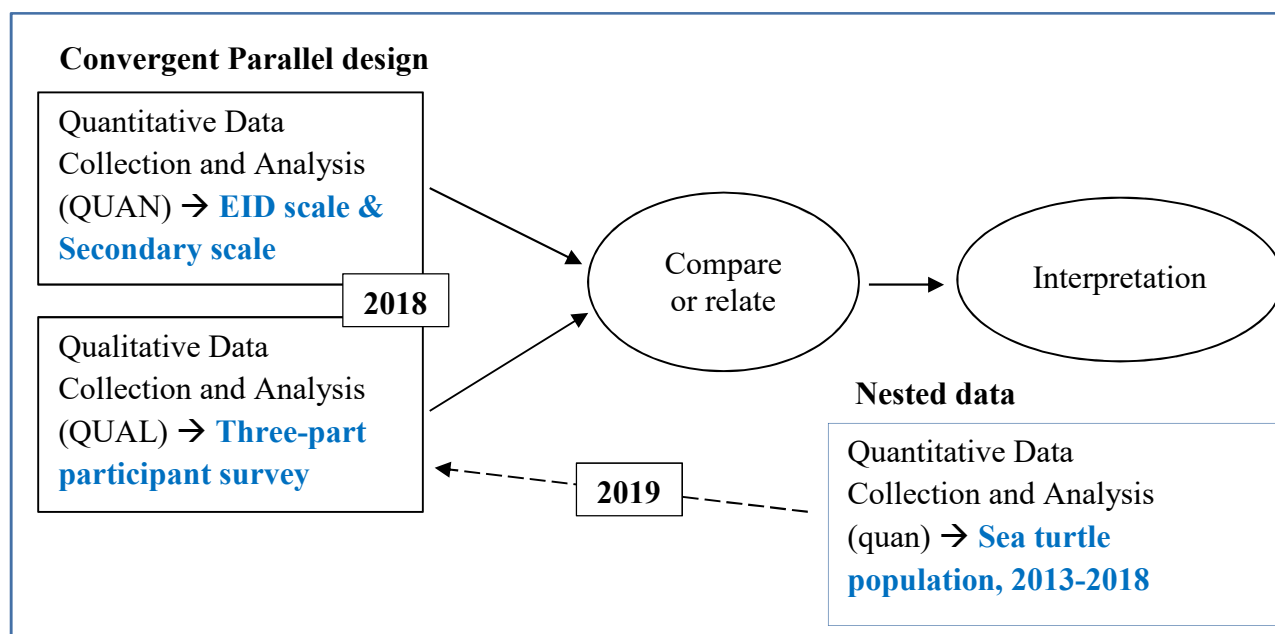 Convergent Parallel design
Quantitative Data
Collection and Analysis
(QUAN) → EID scale &
Secondary scale
2018
Qualitative Data
Collection and Analysis
(QUAL) → Three-part
participant survey
Compare
or relate
Interpretation
Nested data
Quantitative Data
Collection and Analysis
(quan) → Sea turtle
population, 2013-2018
2019